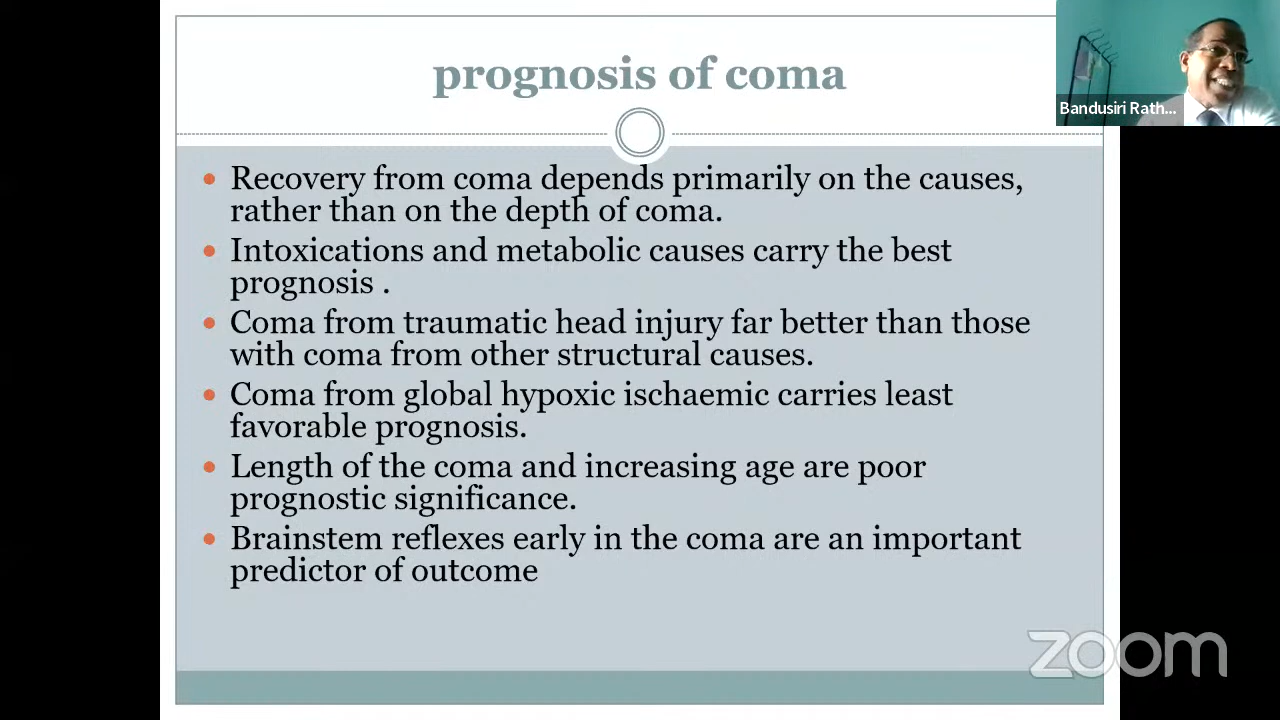 prognosis of coma
Bandusiri Rath...
Recovery from coma depends primarily on the causes,
rather than on the depth of coma.
Intoxications and metabolic causes carry the best
prognosis .
Coma from traumatic head injury far better than those
with coma from other structural causes.
Coma from global hypoxic ischaemic carries least
favorable prognosis.
Length of the coma and increasing age are poor
prognostic significance.
Brainstem reflexes early in the coma are an important
predictor of outcome
zoom